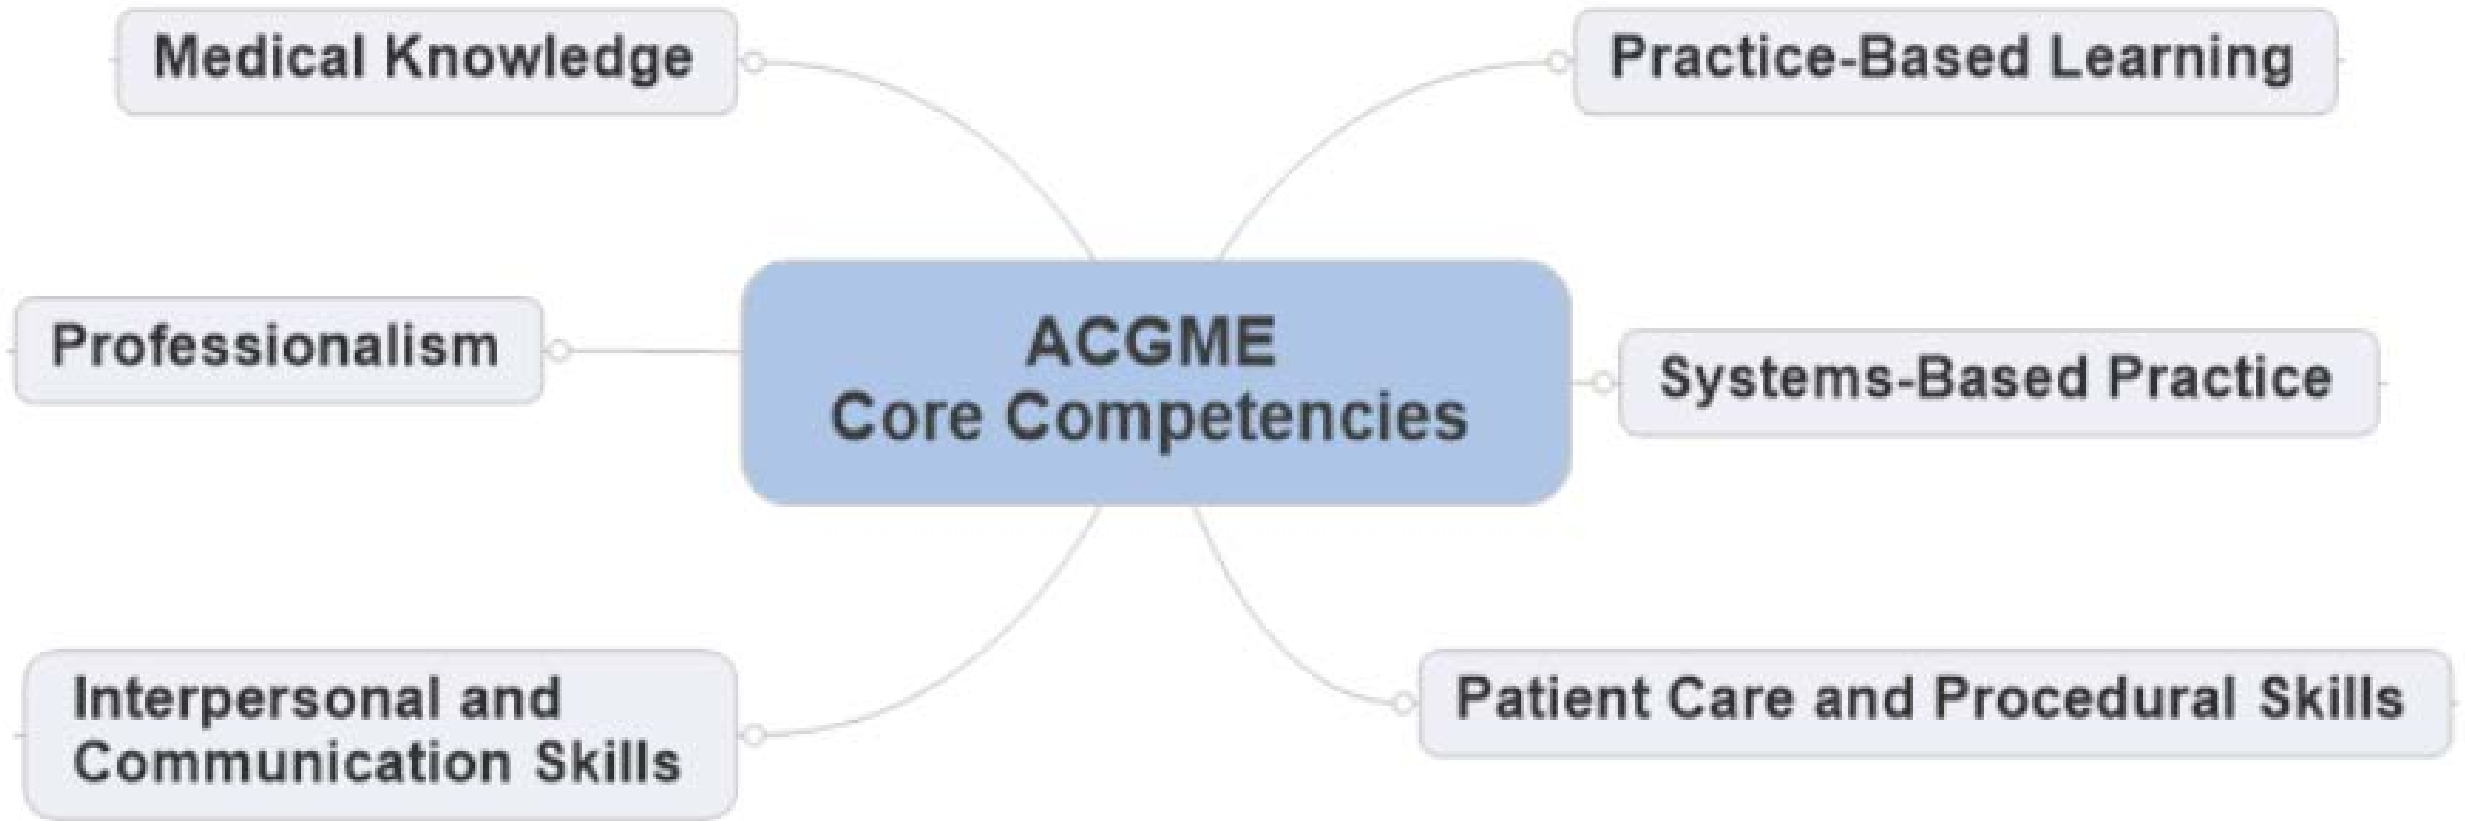 Medical Knowledge
Practice-Based Learning
Professionalism
ACGME
Core Competencies
Systems-Based Practice
Interpersonal and
Communication Skills
Patient Care and Procedural Skills